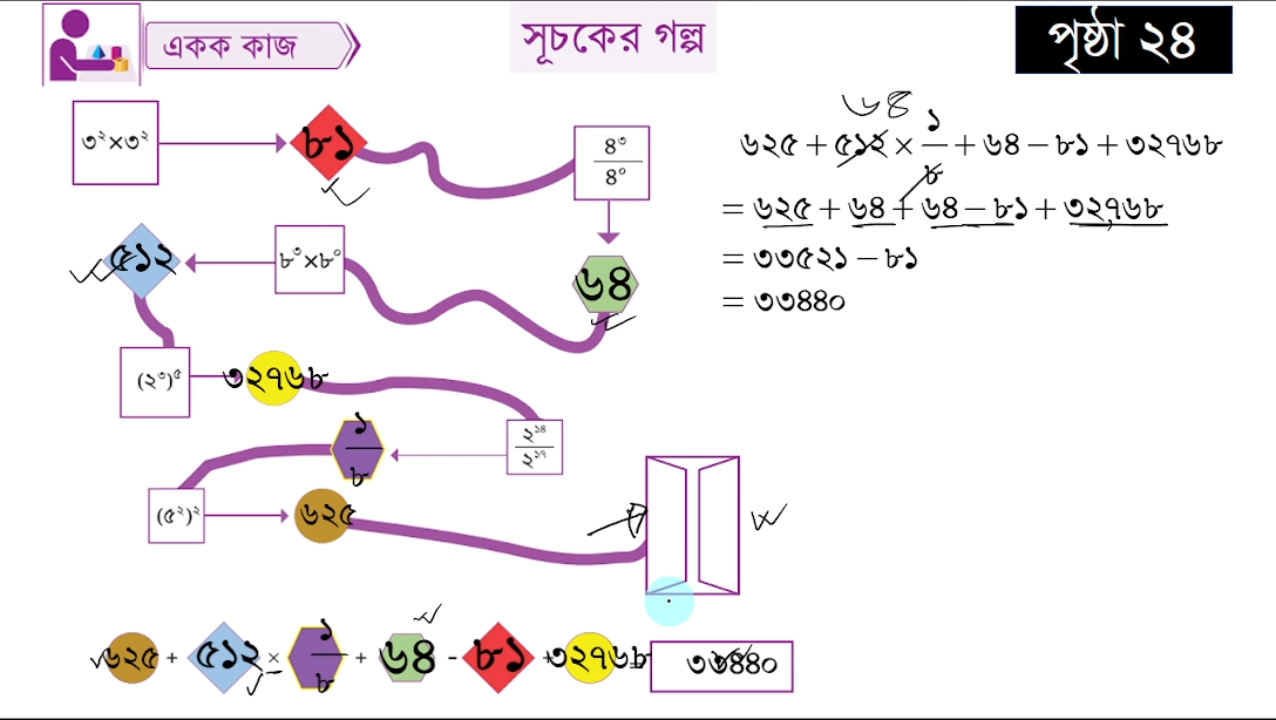 একক কাজ
সূচকের গল্প
পৃষ্ঠা ২৪
৩²×৩²
৮১
৪³/৪⁰
৬৪
৮³×৮⁰
৫১২
(২³)⁵
৩২৭৬৮
২¹⁴/২¹⁷
১/৮
(৫²)²
৬২৫
৬২৫ + ৫১২ × ১/৮ + ৬৪ - ৮১ + ৩২৭৬৮ = ৩৩৪৪০
৬৪
৬২৫ + ৫১২ × ১/৮ + ৬৪ − ৮১ + ৩২৭৬৮
= ৬২৫ + ৬৪ + ৬৪ − ৮১ + ৩২৭৬৮
= ৩৩৫২১ − ৮১
= ৩৩৪৪০